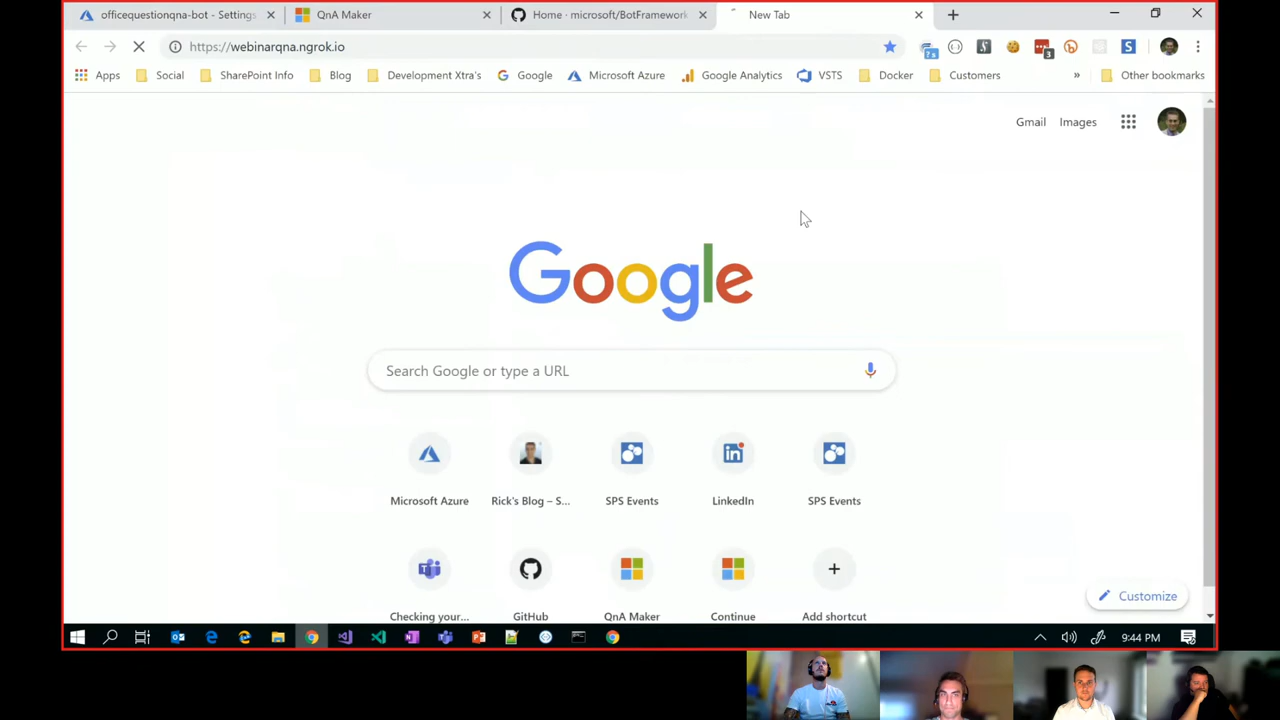 officequestionqna-bot - Settings
QnA Maker
Home · microsoft/BotFramework
New Tab
https://webinarqna.ngrok.io
?s
3
S
Apps
Social
SharePoint Info
Blog
Development Xtra's
Google
Microsoft Azure
Google Analytics
VSTS
Docker
Customers
»
Other bookmarks
Gmail
Images
Google
Search Google or type a URL
Microsoft Azure
Rick's Blog – S...
SPS Events
LinkedIn
SPS Events
Checking your...
GitHub
QnA Maker
Continue
Add shortcut
Customize
9:44 PM